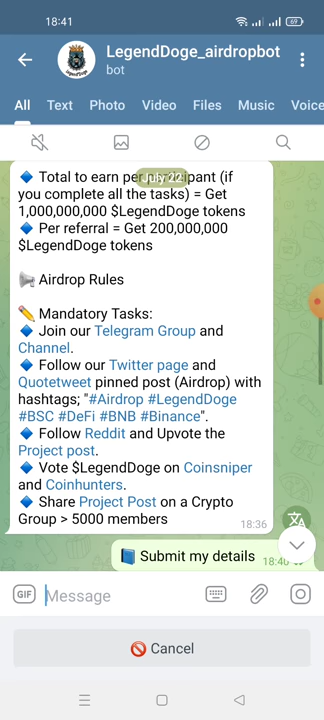 18:41
69
LegendDoge_airdropbot
bot
All Text Photo Video Files Music Voice
July 22
🔷 Total to earn per participant (if
you complete all the tasks) = Get
1,000,000,000 $LegendDoge tokens
🔷 Per referral = Get 200,000,000
$LegendDoge tokens
📢 Airdrop Rules
✏️ Mandatory Tasks:
🔷 Join our Telegram Group and
Channel.
🔷 Follow our Twitter page and
Quotetweet pinned post (Airdrop) with
hashtags; "#Airdrop #LegendDoge
#BSC #DeFi #BNB #Binance".
🔷 Follow Reddit and Upvote the
Project post.
🔷 Vote $LegendDoge on Coinsniper
and Coinhunters.
🔷 Share Project Post on a Crypto
Group > 5000 members
18:36
📘 Submit my details 18:40
GIF Message
🚫 Cancel